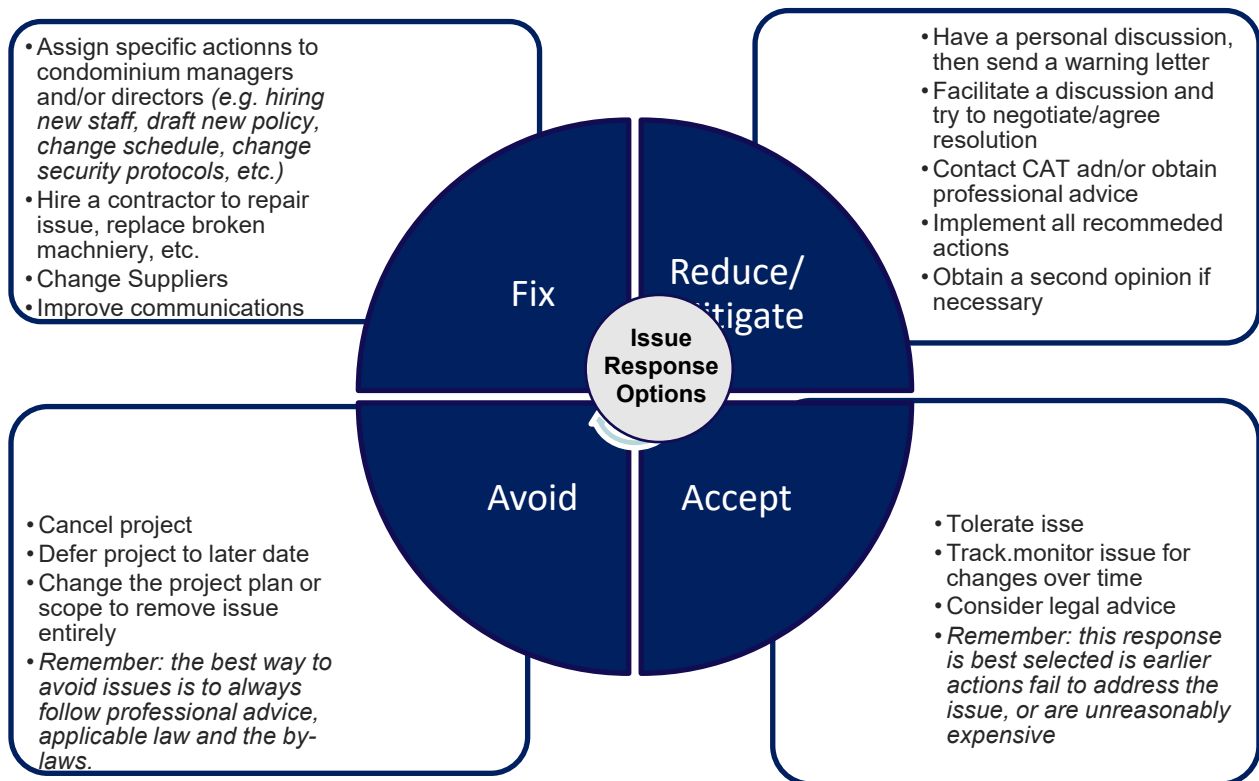 • Assign specific actionns to
condominium managers
and/or directors (e.g. hiring
new staff, draft new policy,
change schedule, change
security protocols, etc.)
• Hire a contractor to repair
issue, replace broken
machniery, etc.
• Change Suppliers
• Improve communications
• Have a personal discussion,
then send a warning letter
• Facilitate a discussion and
try to negotiate/agree
resolution
• Contact CAT adn/or obtain
professional advice
• Implement all recommeded
actions
• Obtain a second opinion if
necessary
Fix
Reduce/
Mitigate
Issue
Response
Options
Avoid
Accept
• Cancel project
• Defer project to later date
• Change the project plan or
scope to remove issue
entirely
• Remember: the best way to
avoid issues is to always
follow professional advice,
applicable law and the by-
laws.
• Tolerate isse
• Track.monitor issue for
changes over time
• Consider legal advice
• Remember: this response
is best selected is earlier
actions fail to address the
issue, or are unreasonably
expensive